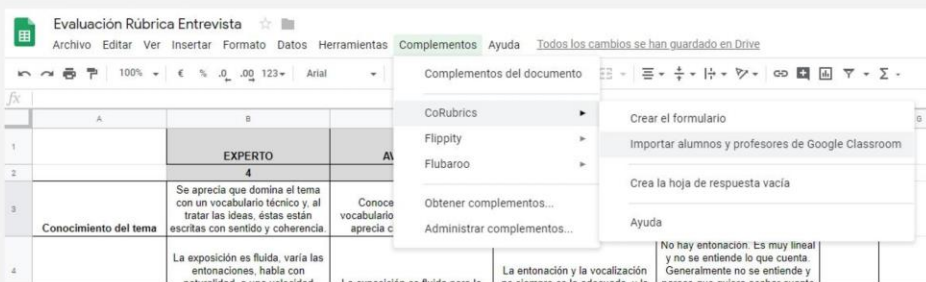 Evaluación Rúbrica Entrevista
Archivo Editar Ver Insertar Formato Datos Herramientas Complementos Ayuda Todos los cambios se han guardado en Drive
100% € % .0 .00 123 Arial
Complementos del documento
CoRubrics
Flippity
Flubaroo
Obtener complementos...
Administrar complementos...
Crear el formulario
Importar alumnos y profesores de Google Classroom
Crea la hoja de respuesta vacía
Ayuda
fx
A B G
1
EXPERTO
2
4
3
Conocimiento del tema
Se aprecia que domina el tema
con un vocabulario técnico y, al
tratar las ideas, éstas están
escritas con sentido y coherencia.
Conoce
vocabulario
aprecia
4
La exposición es fluida, varía las
entonaciones, habla con
La entonación y la vocalización
No hay entonación. Es muy lineal
y no se entiende lo que cuenta.
Generalmente no se entiende y